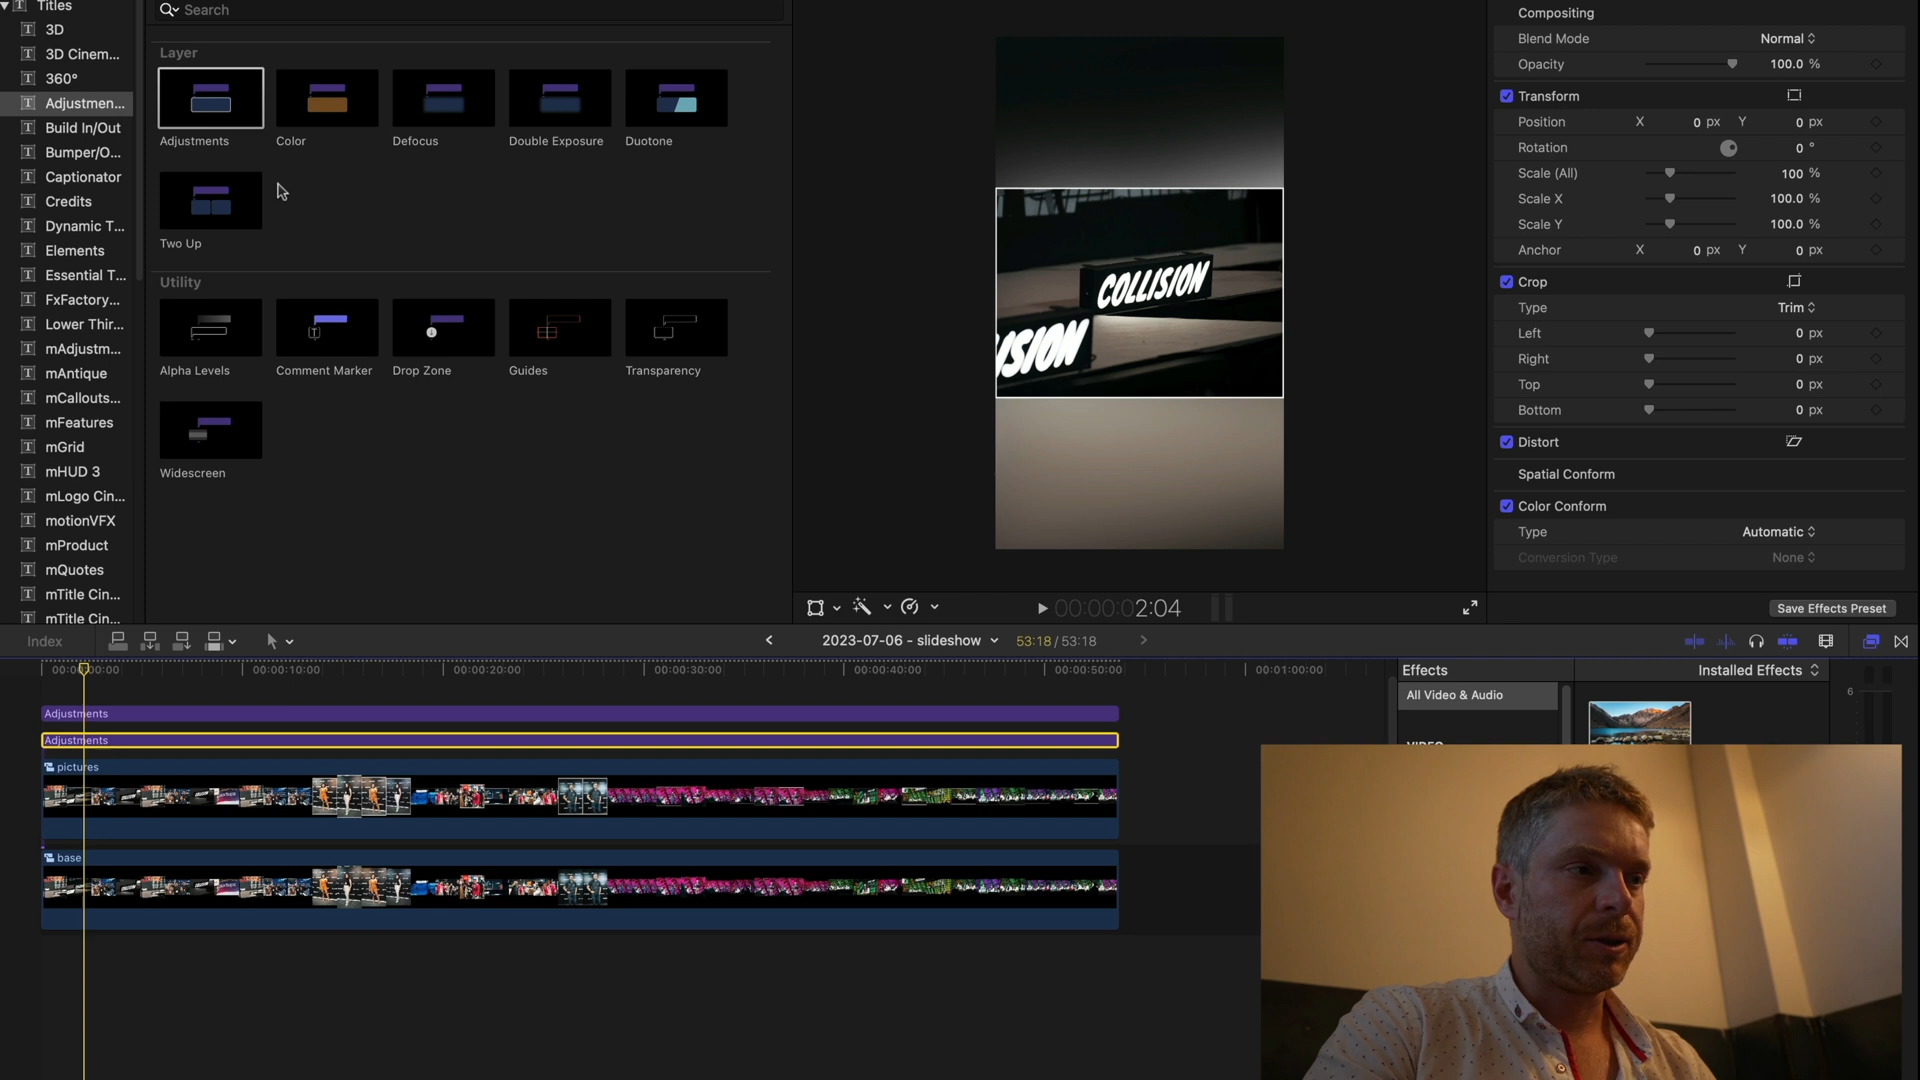 Titles
3D
3D Cinem...
360°
Adjustmen...
Build In/Out
Bumper/O...
Captionator
Credits
Dynamic T...
Elements
Essential T...
FxFactory...
Lower Thir...
mAdjustm...
mAntique
mCallouts...
mFeatures
mGrid
mHUD 3
mLogo Cin...
motionVFX
mProduct
mQuotes
mTitle Cin...
mTitle Cin...
Search
Layer
Adjustments
Color
Defocus
Double Exposure
Duotone
Two Up
Utility
Alpha Levels
Comment Marker
Drop Zone
Guides
Transparency
Widescreen
COLLISION
ISION
00:00:02:04
Compositing
Blend Mode Normal
Opacity 100.0 %
Transform
Position X 0 px Y 0 px
Rotation 0 °
Scale (All) 100 %
Scale X 100.0 %
Scale Y 100.0 %
Anchor X 0 px Y 0 px
Crop
Type Trim
Left 0 px
Right 0 px
Top 0 px
Bottom 0 px
Distort
Spatial Conform
Color Conform
Type Automatic
Conversion Type None
Save Effects Preset
Index
2023-07-06 - slideshow
53:18 / 53:18
00:00:00:00
00:00:10:00
00:00:20:00
00:00:30:00
00:00:40:00
00:00:50:00
00:01:00:00
Adjustments
Adjustments
pictures
base
Effects
Installed Effects
All Video & Audio
VIDEO
6